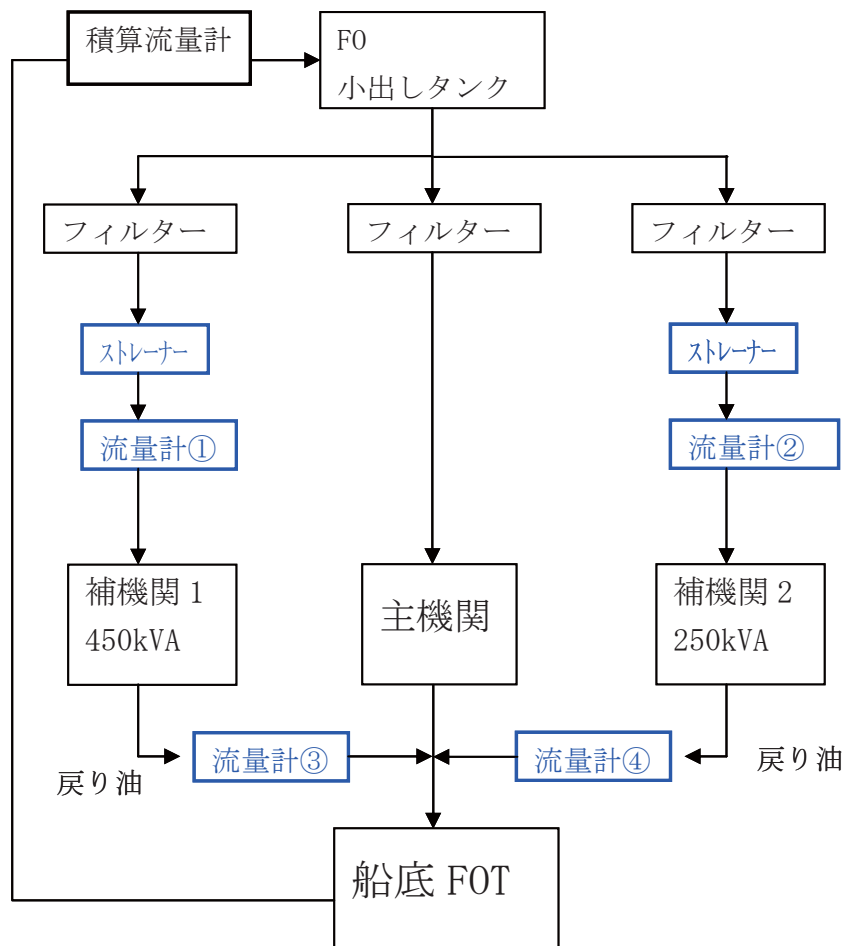 積算流量計
FO
小出しタンク
フィルター
フィルター
フィルター
ストレーナー
ストレーナー
流量計①
流量計②
補機関 1
450kVA
主機関
補機関 2
250kVA
流量計③
流量計④
戻り油
戻り油
船底 FOT